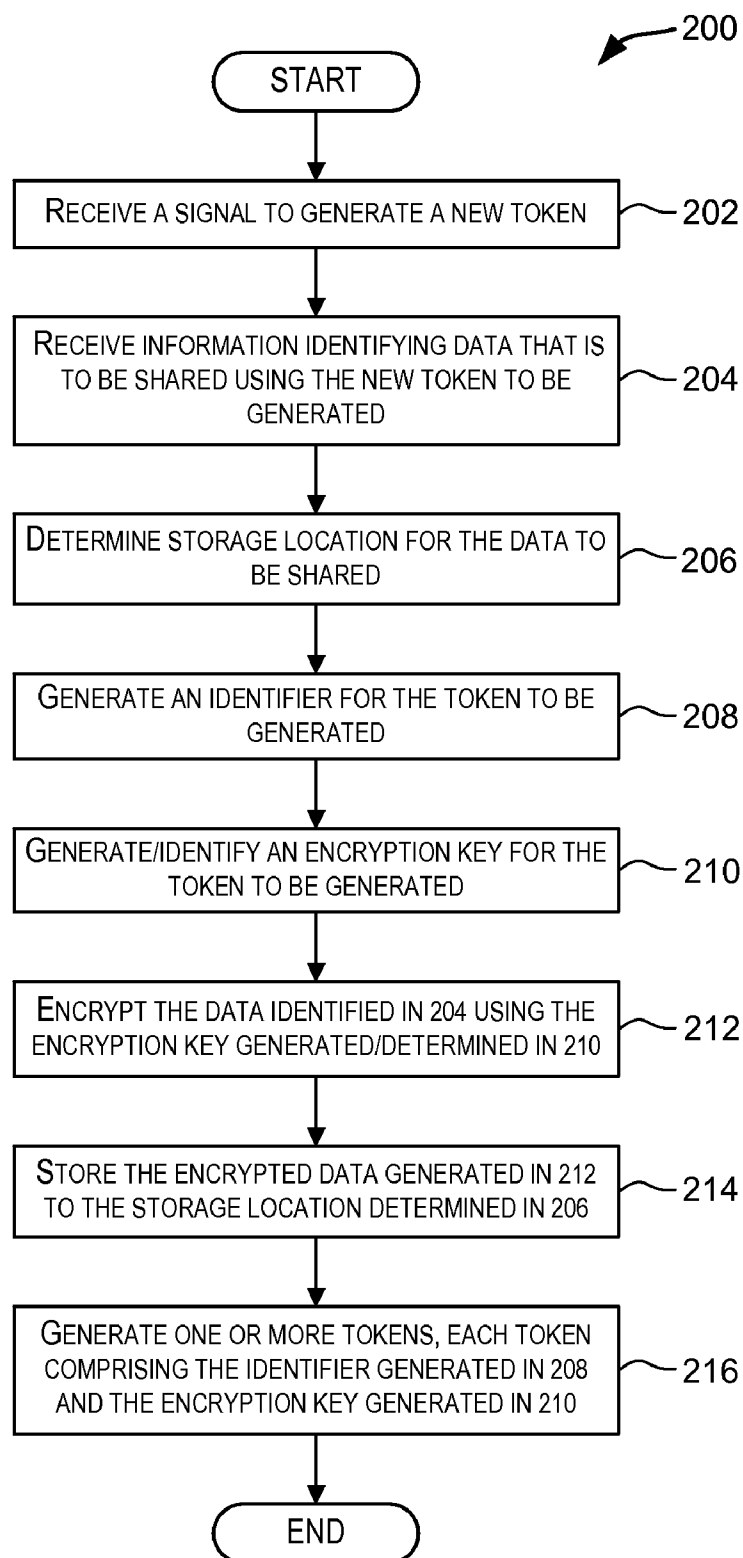 200
START
RECEIVE A SIGNAL TO GENERATE A NEW TOKEN
202
RECEIVE INFORMATION IDENTIFYING DATA THAT IS
TO BE SHARED USING THE NEW TOKEN TO BE
GENERATED
204
DETERMINE STORAGE LOCATION FOR THE DATA TO
BE SHARED
206
GENERATE AN IDENTIFIER FOR THE TOKEN TO BE
GENERATED
208
GENERATE/IDENTIFY AN ENCRYPTION KEY FOR THE
TOKEN TO BE GENERATED
210
ENCRYPT THE DATA IDENTIFIED IN 204 USING THE
ENCRYPTION KEY GENERATED/DETERMINED IN 210
212
STORE THE ENCRYPTED DATA GENERATED IN 212
TO THE STORAGE LOCATION DETERMINED IN 206
214
GENERATE ONE OR MORE TOKENS, EACH TOKEN
COMPRISING THE IDENTIFIER GENERATED IN 208
AND THE ENCRYPTION KEY GENERATED IN 210
216
END